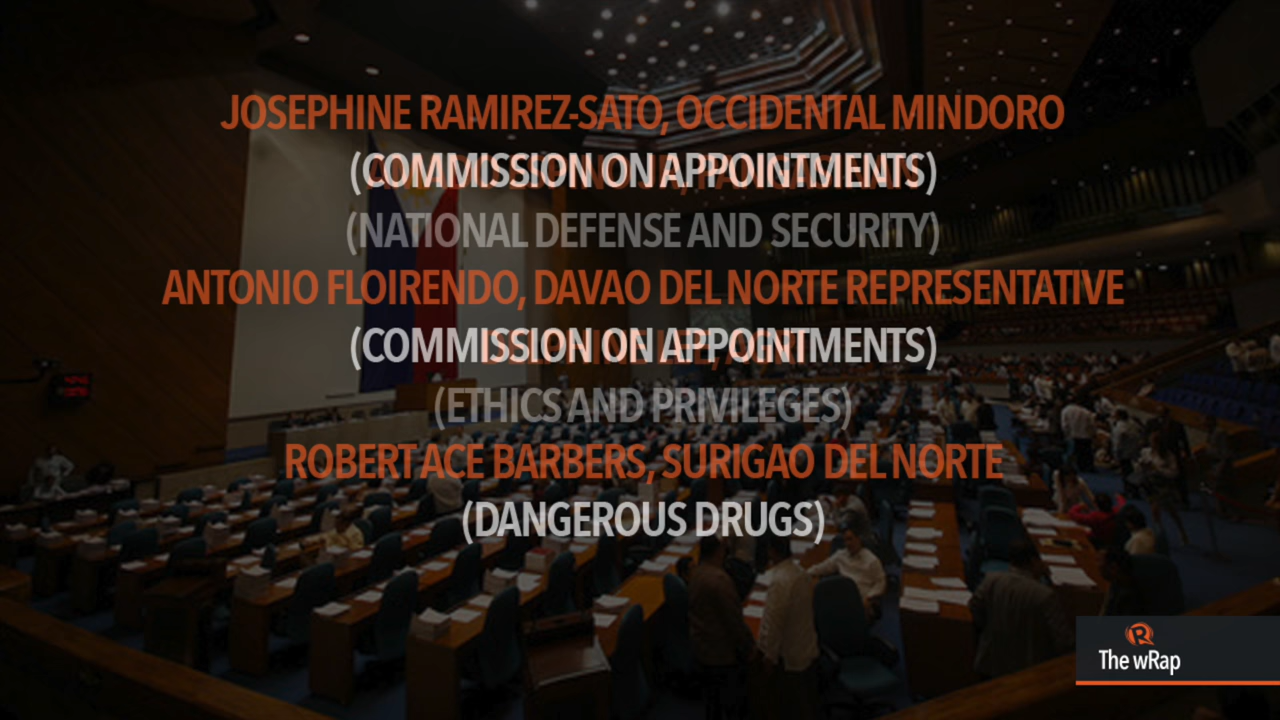 JOSEPHINE RAMIREZ-SATO, OCCIDENTAL MINDORO
(COMMISSION ON APPOINTMENTS)
(NATIONAL DEFENSE AND SECURITY)
ANTONIO FLOIRENDO, DAVAO DEL NORTE REPRESENTATIVE
(COMMISSION ON APPOINTMENTS)
(ETHICS AND PRIVILEGES)
ROBERT ACE BARBERS, SURIGAO DEL NORTE
(DANGEROUS DRUGS)
R
The wRap